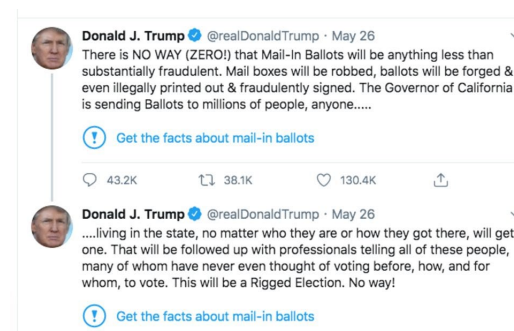 Donald J. Trump @realDonaldTrump · May 26
There is NO WAY (ZERO!) that Mail-In Ballots will be anything less than
substantially fraudulent. Mail boxes will be robbed, ballots will be forged &
even illegally printed out & fraudulently signed. The Governor of California
is sending Ballots to millions of people, anyone.....
Get the facts about mail-in ballots
43.2K 38.1K 130.4K
Donald J. Trump @realDonaldTrump · May 26
....living in the state, no matter who they are or how they got there, will get
one. That will be followed up with professionals telling all of these people,
many of whom have never even thought of voting before, how, and for
whom, to vote. This will be a Rigged Election. No way!
Get the facts about mail-in ballots